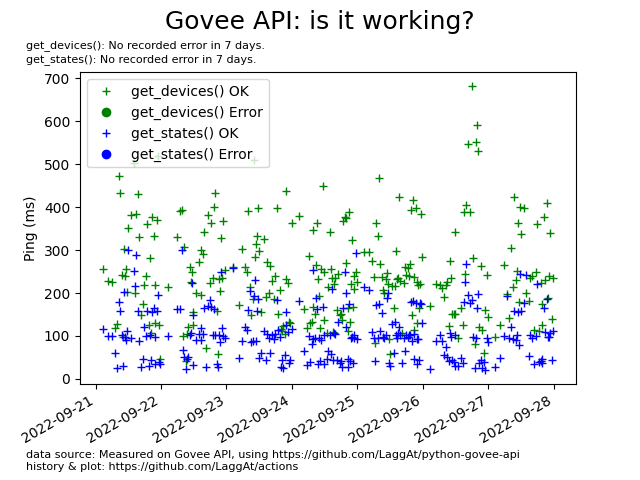 Govee API: is it working?
get_devices(): No recorded error in 7 days.
get_states(): No recorded error in 7 days.
get_devices() OK
get_devices() Error
get_states() OK
get_states() Error
Ping (ms)
700
600
500
400
300
200
100
0
2022-09-21
2022-09-22
2022-09-23
2022-09-24
2022-09-25
2022-09-26
2022-09-27
2022-09-28
data source: Measured on Govee API, using https://github.com/LaggAt/python-govee-api
history & plot: https://github.com/LaggAt/actions